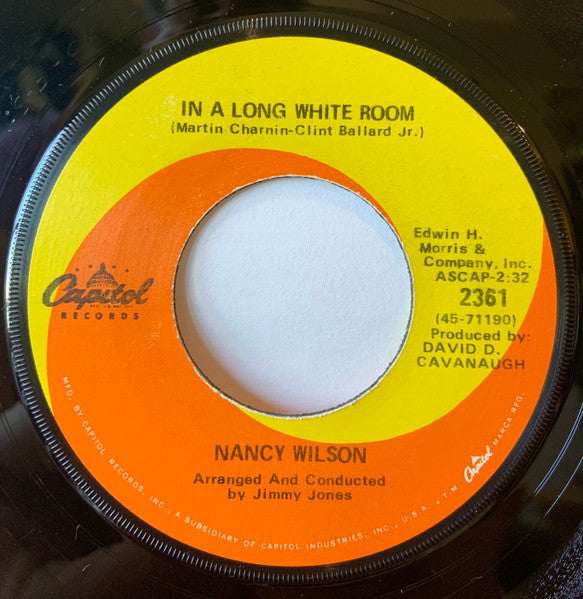 IN A LONG WHITE ROOM
(Martin Charnin-Clint Ballard Jr.)
Edwin H.
Morris &
Company, Inc.
ASCAP-2:32
2361
(45-71190)
Produced by:
DAVID D.
CAVANAUGH
Capitol
RECORDS
NANCY WILSON
Arranged And Conducted
by Jimmy Jones
MFD. BY CAPITOL RECORDS, INC., A SUBSIDIARY OF CAPITOL INDUSTRIES, INC., U.S.A. • T.M. Capitol MARCA REG.